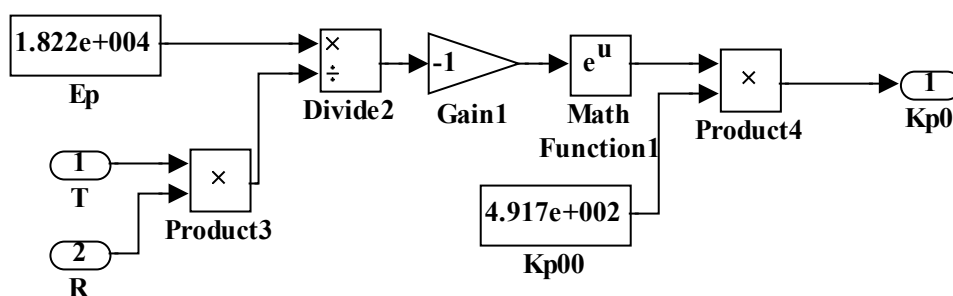 1.822e+004
Ep
×
÷
Divide2
-1
Gain1
e^u
Math
Function1
×
Product4
1
Kp0
1
T
×
Product3
2
R
4.917e+002
Kp00